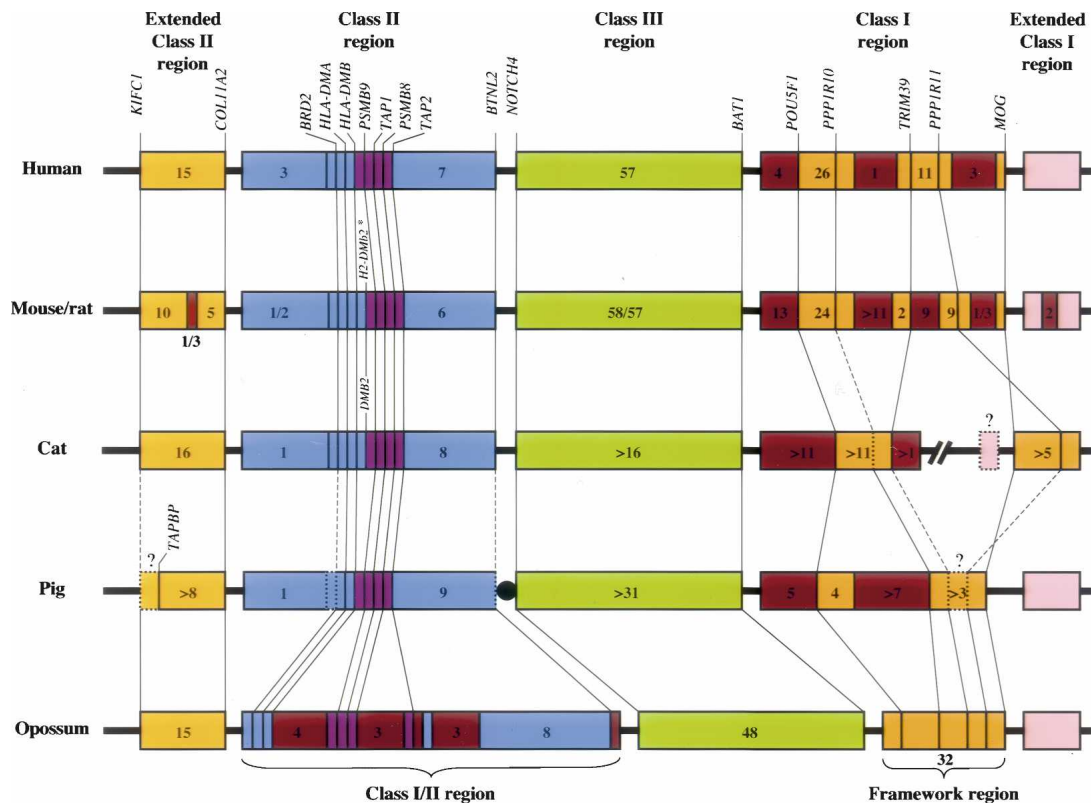 Extended
Class II
region
Class II
region
Class III
region
Class I
region
Extended
Class I
region
KIFC1
COL11A2
BRD2
HLA-DMA
HLA-DMB
PSMB9
TAP1
PSMB8
TAP2
BTNL2
NOTCH4
BAT1
POU5F1
PPP1R10
TRIM39
PPP1R11
MOG
Human
15
3
7
57
4
26
1
11
3
H2-DMb2 *
Mouse/rat
10
5
1/3
1/2
6
58/57
13
24
>11
2
9
9
1/3
2
DMB2
Cat
16
1
8
>16
>11
>11
>1
?
>5
?
TAPBP
Pig
>8
1
9
>31
5
4
>7
?
>3
Opossum
15
4
3
3
8
48
32
Class I/II region
Framework region